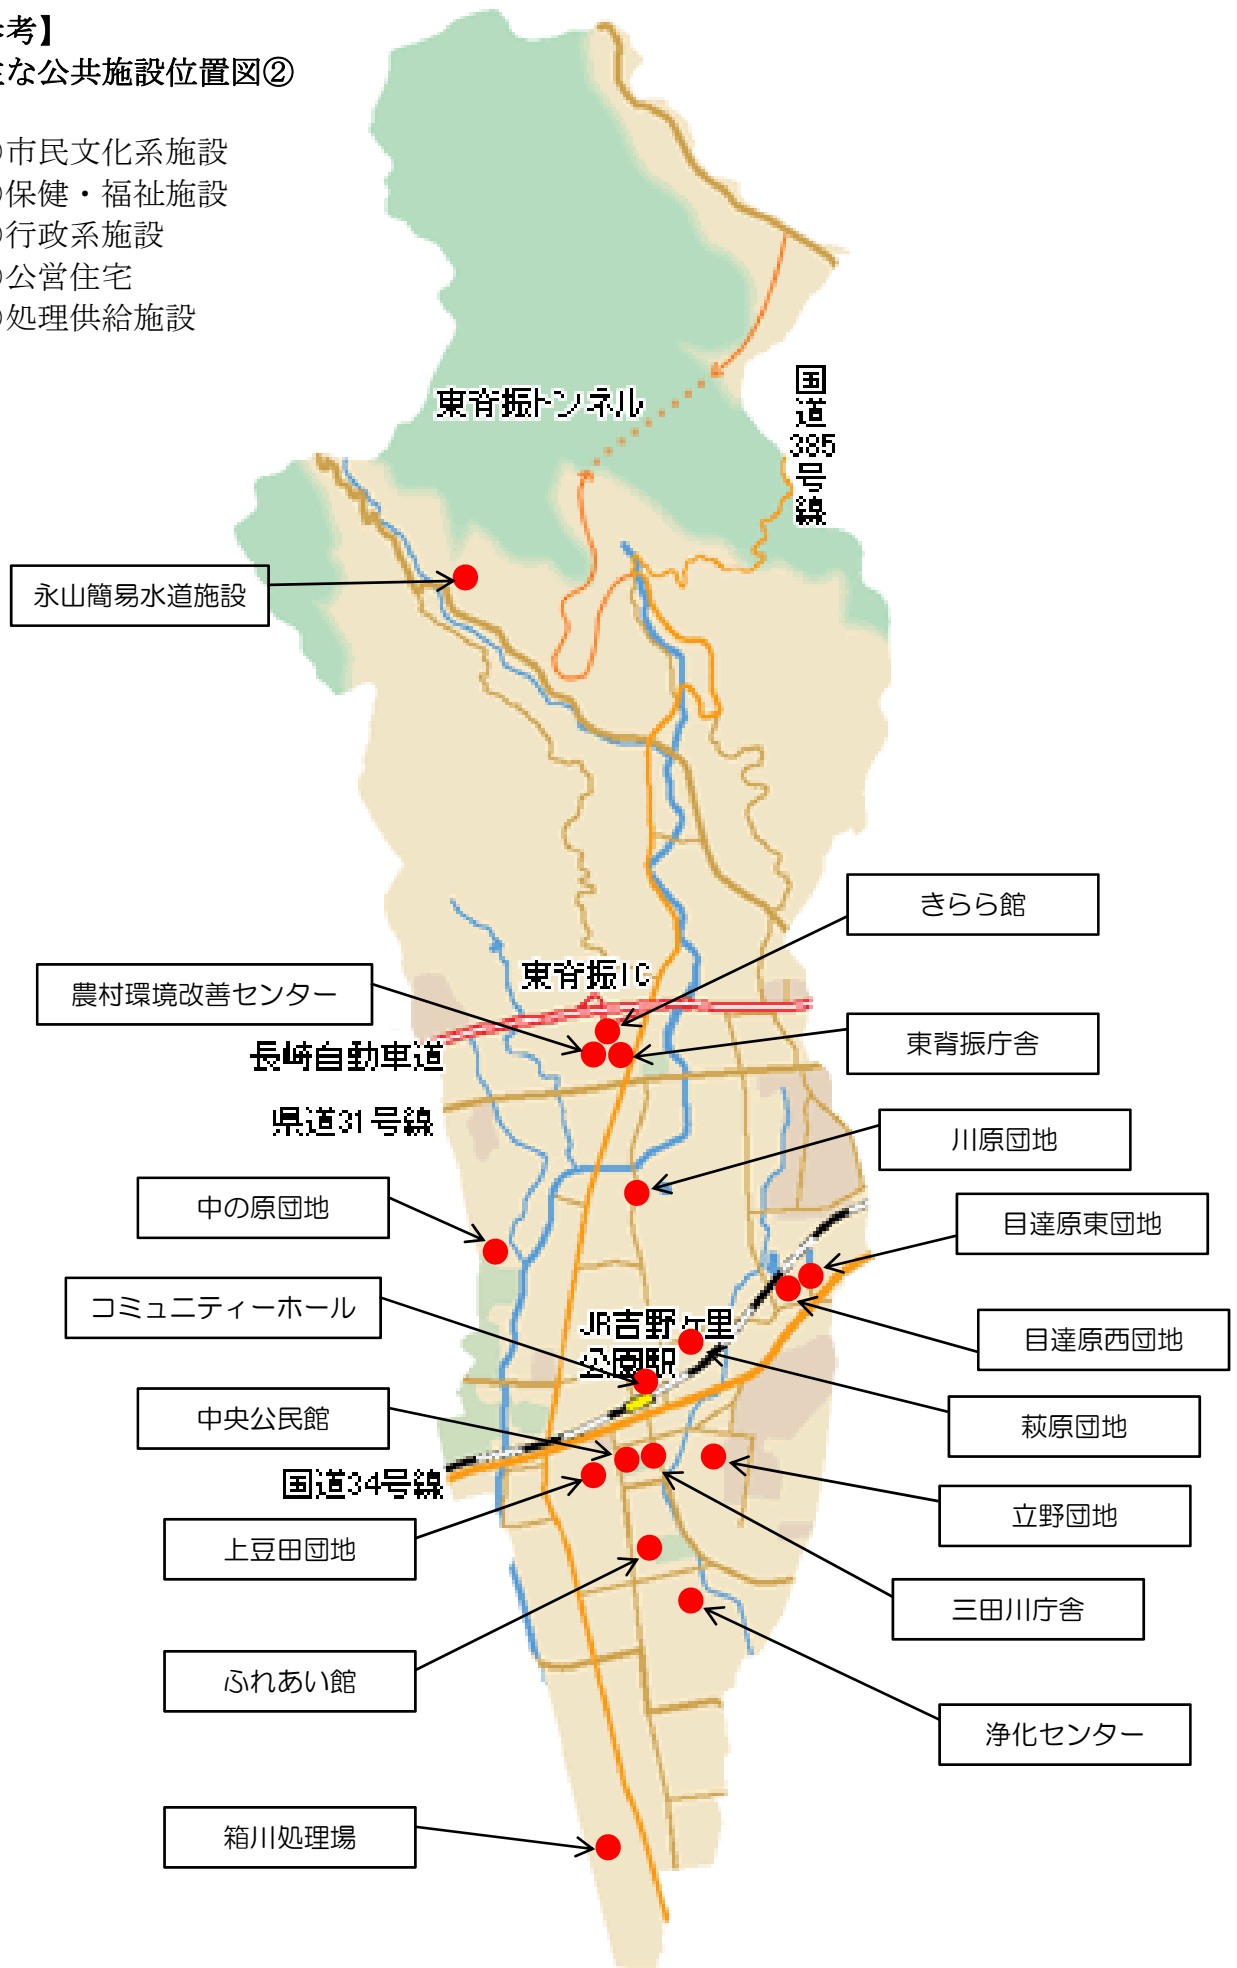 考】
な公共施設位置図②
市民文化系施設
保健・福祉施設
行政系施設
公営住宅
処理供給施設
東脊振トンネル
国道385号線
永山簡易水道施設
きらら館
東脊振IC
農村環境改善センター
東脊振庁舎
長崎自動車道
県道31号線
川原団地
中の原団地
目達原東団地
コミュニティーホール
JR吉野ヶ里
公園駅
目達原西団地
中央公民館
萩原団地
国道34号線
立野団地
上豆田団地
三田川庁舎
ふれあい館
浄化センター
箱川処理場